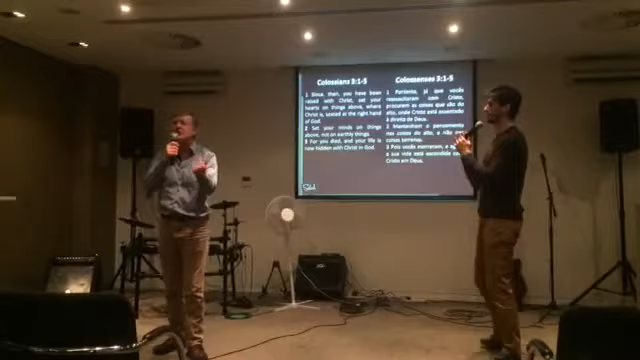 Colossians 3:1-5
1 Since, then, you have been
raised with Christ, set your
hearts on things above, where
Christ is, seated at the right hand
of God.
2 Set your minds on things
above, not on earthly things.
3 For you died, and your life is
now hidden with Christ in God
Colossenses 3:1-5
1 Portanto, já que vocês
ressuscitaram com Cristo,
procurem as coisas que são do
alto, onde Cristo está assentado
à direita de Deus.
2 Mantenham o pensamento
nas coisas do alto, e não nas
coisas terrenas.
3 Pois vocês morreram, e
a sua vida está escondida
Cristo em Deus.